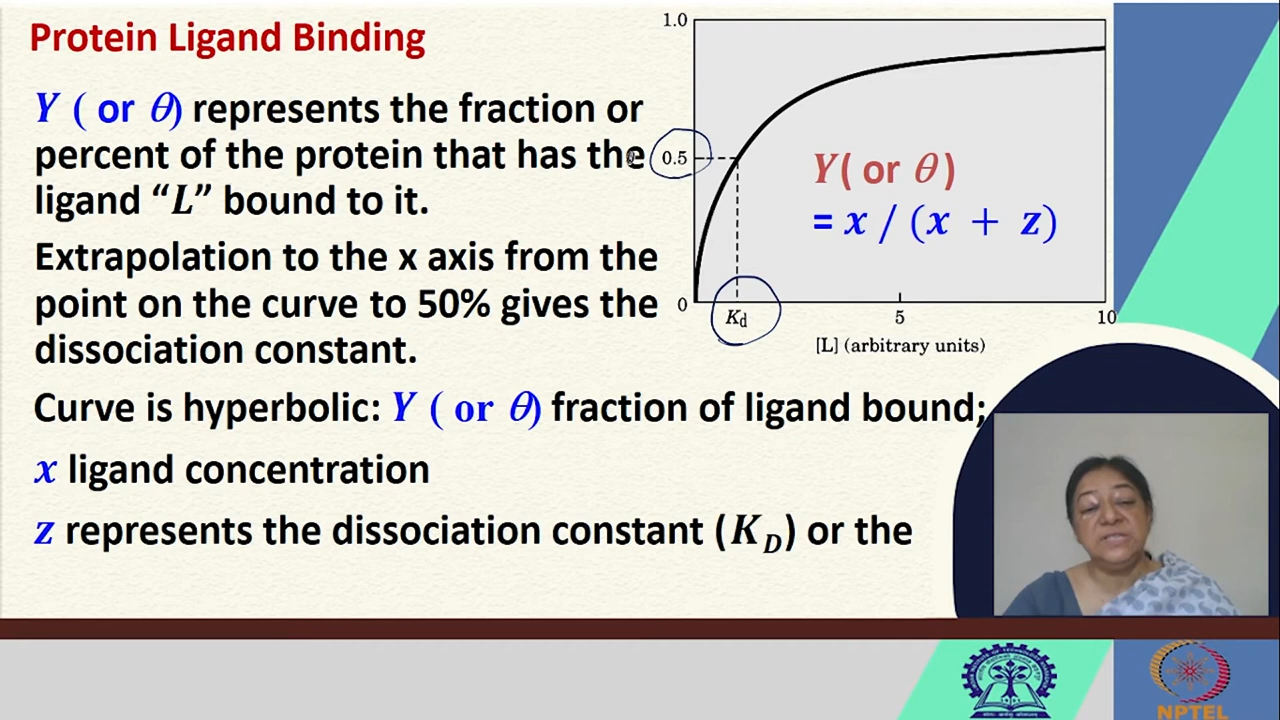 Protein Ligand Binding
Y ( or θ) represents the fraction or
percent of the protein that has the
ligand “L” bound to it.
Extrapolation to the x axis from the
point on the curve to 50% gives the
dissociation constant.
Curve is hyperbolic: Y ( or θ) fraction of ligand bound;
x ligand concentration
z represents the dissociation constant (K_D) or the
1.0
0.5
0
Y( or θ )
= x / (x + z)
K_d
5
10
[L] (arbitrary units)
NPTEL